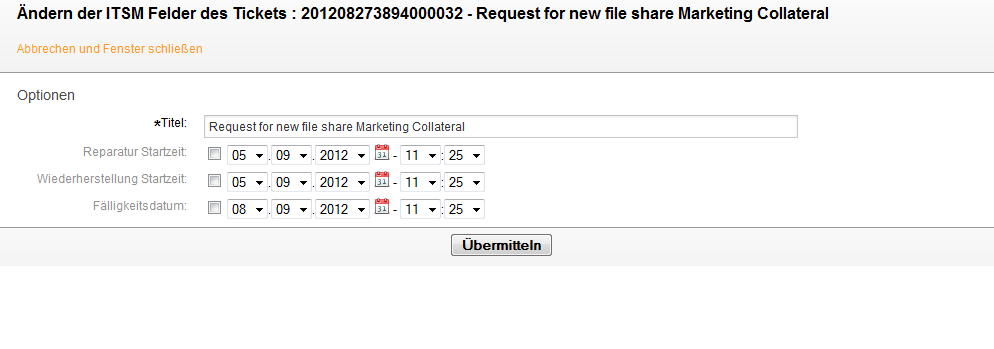 Ändern der ITSM Felder des Tickets : 201208273894000032 - Request for new file share Marketing Collateral
Abbrechen und Fenster schließen
Optionen
*Titel: Request for new file share Marketing Collateral
Reparatur Startzeit: 05 . 09 . 2012 31 - 11 : 25
Wiederherstellung Startzeit: 05 . 09 . 2012 31 - 11 : 25
Fälligkeitsdatum: 08 . 09 . 2012 31 - 11 : 25
Übermitteln